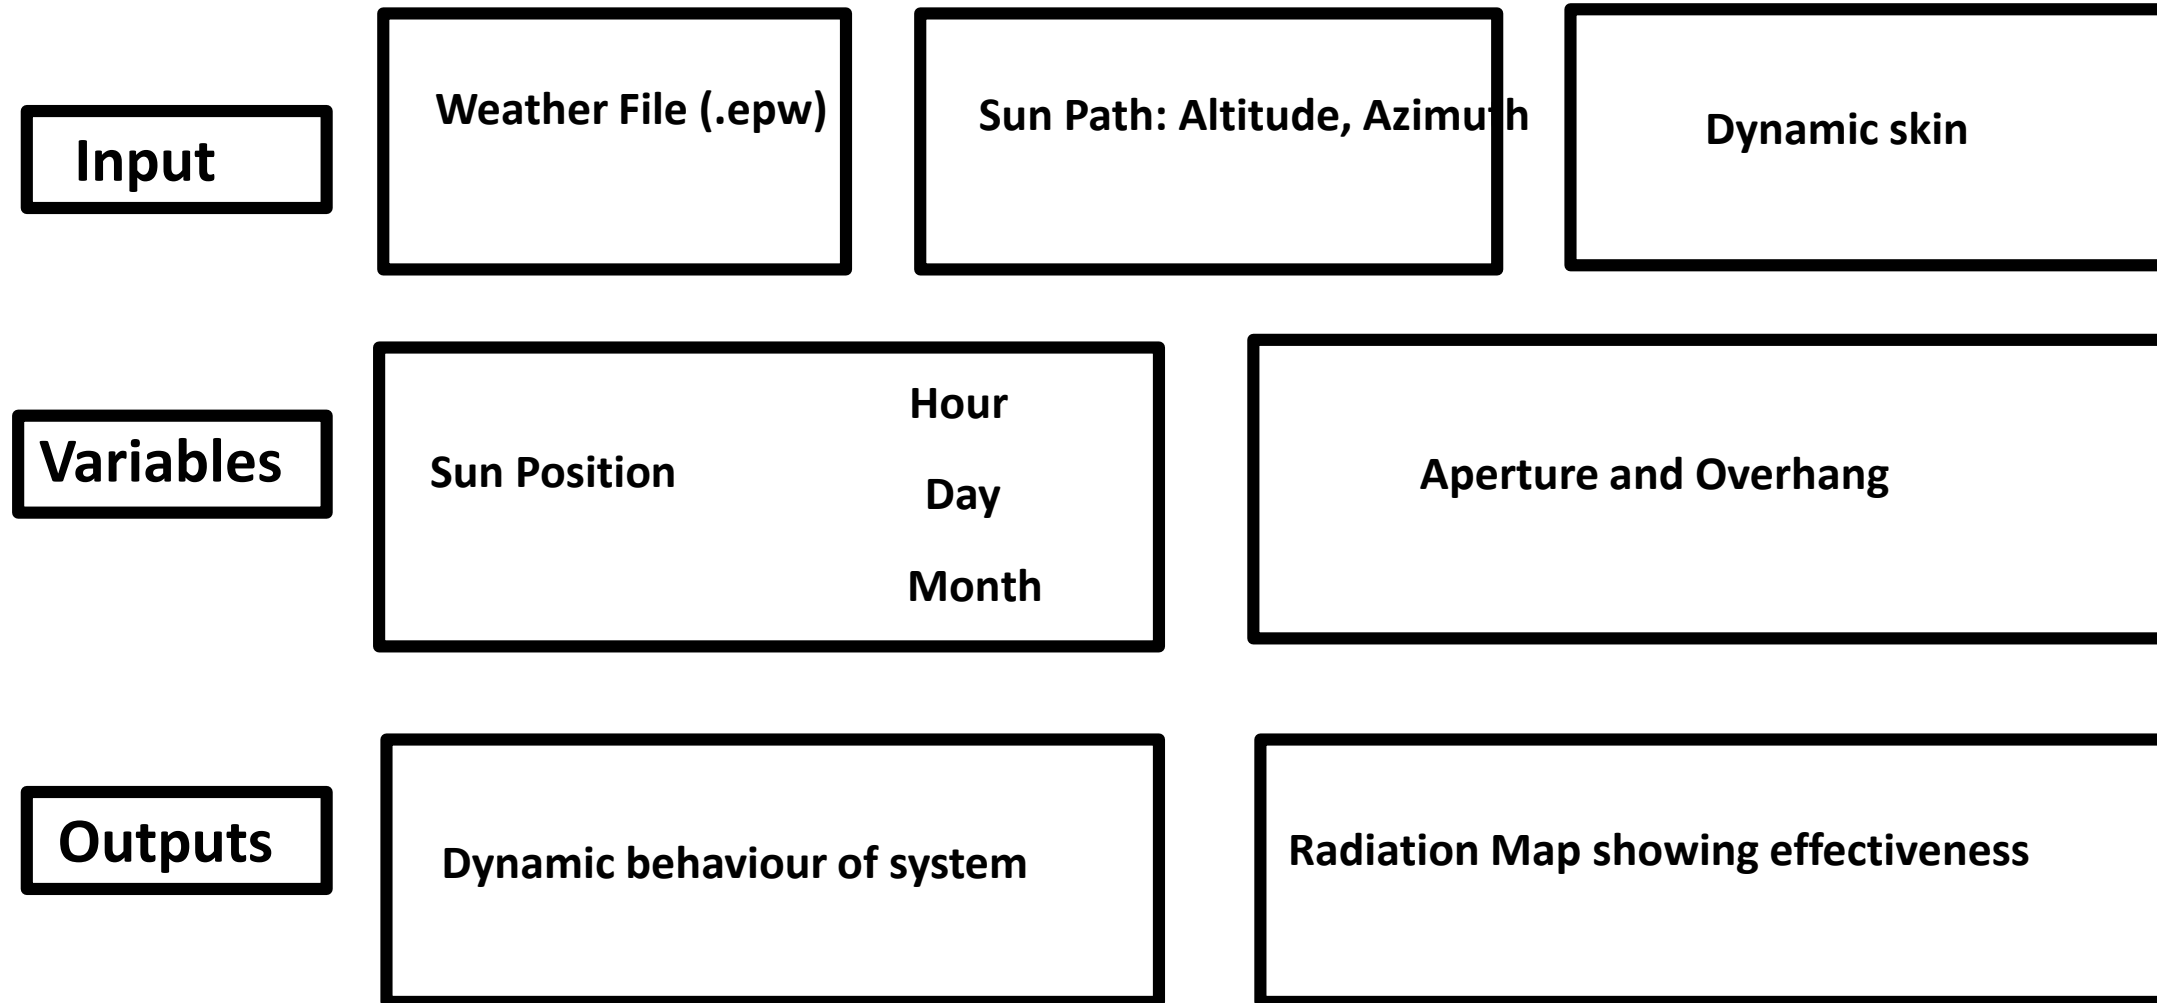 Input
Weather File (.epw)
Sun Path: Altitude, Azimuth
Dynamic skin
Variables
Sun Position
Hour
Day
Month
Aperture and Overhang
Outputs
Dynamic behaviour of system
Radiation Map showing effectiveness